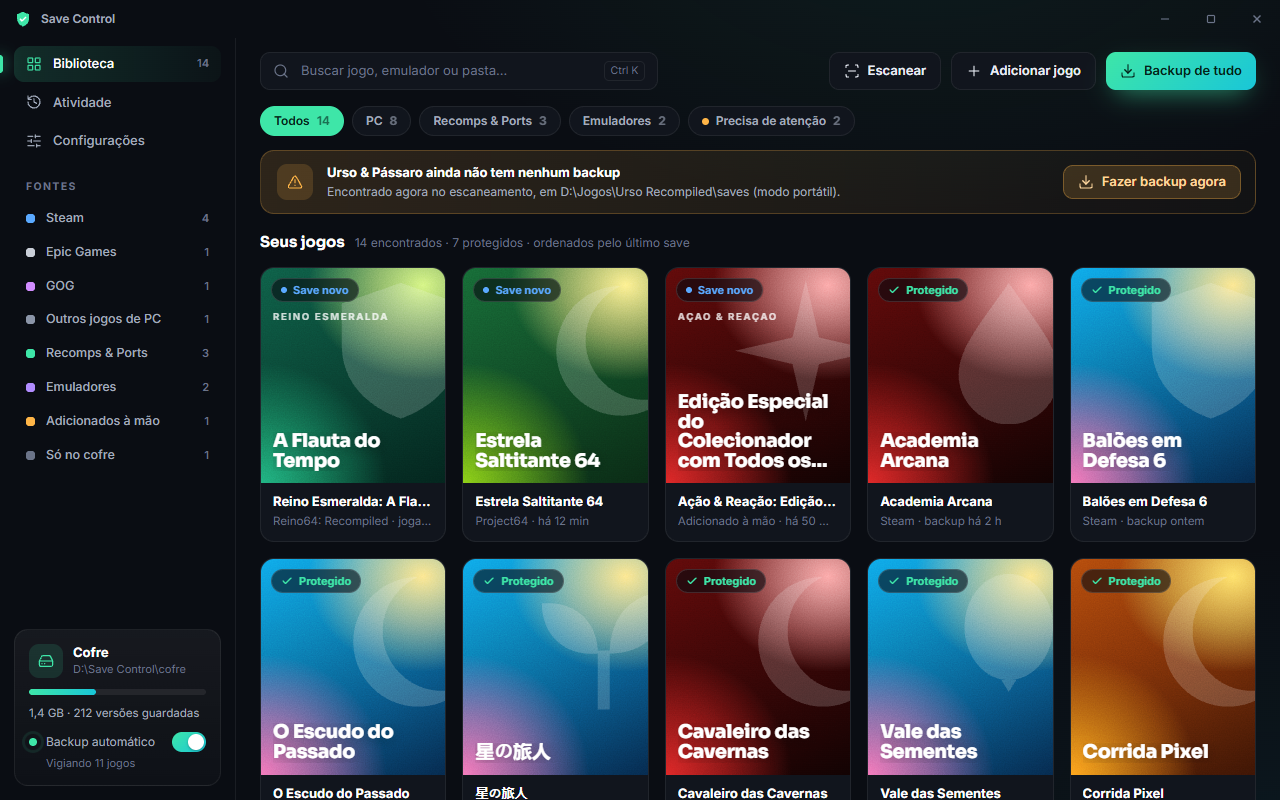 Save Control
Biblioteca 14
Atividade
Configurações
FONTES
Steam 4
Epic Games 1
GOG 1
Outros jogos de PC 1
Recomps & Ports 3
Emuladores 2
Adicionados à mão 1
Só no cofre 1
Cofre
D:\Save Control\cofre
1,4 GB · 212 versões guardadas
Backup automático
Vigiando 11 jogos
Buscar jogo, emulador ou pasta... Ctrl K
Escanear
Adicionar jogo
Backup de tudo
Todos 14
PC 8
Recomps & Ports 3
Emuladores 2
Precisa de atenção 2
Urso & Pássaro ainda não tem nenhum backup
Encontrado agora no escaneamento, em D:\Jogos\Urso Recompiled\saves (modo portátil).
Fazer backup agora
Seus jogos 14 encontrados · 7 protegidos · ordenados pelo último save
Save novo
REINO ESMERALDA
A Flauta do
Tempo
Reino Esmeralda: A Fla...
Reino64: Recompiled · joga...
Save novo
Estrela
Saltitante 64
Estrela Saltitante 64
Project64 · há 12 min
Save novo
AÇÃO & REAÇÃO
Edição Especial
do
Colecionador
com Todos os...
Ação & Reação: Edição...
Adicionado à mão · há 50 ...
Protegido
Academia
Arcana
Academia Arcana
Steam · backup há 2 h
Protegido
Balões em
Defesa 6
Balões em Defesa 6
Steam · backup ontem
Protegido
O Escudo do
Passado
O Escudo do Passado
Protegido
星の旅人
星の旅人
Protegido
Cavaleiro das
Cavernas
Cavaleiro das Cavernas
Protegido
Vale das
Sementes
Vale das Sementes
Protegido
Corrida Pixel
Corrida Pixel